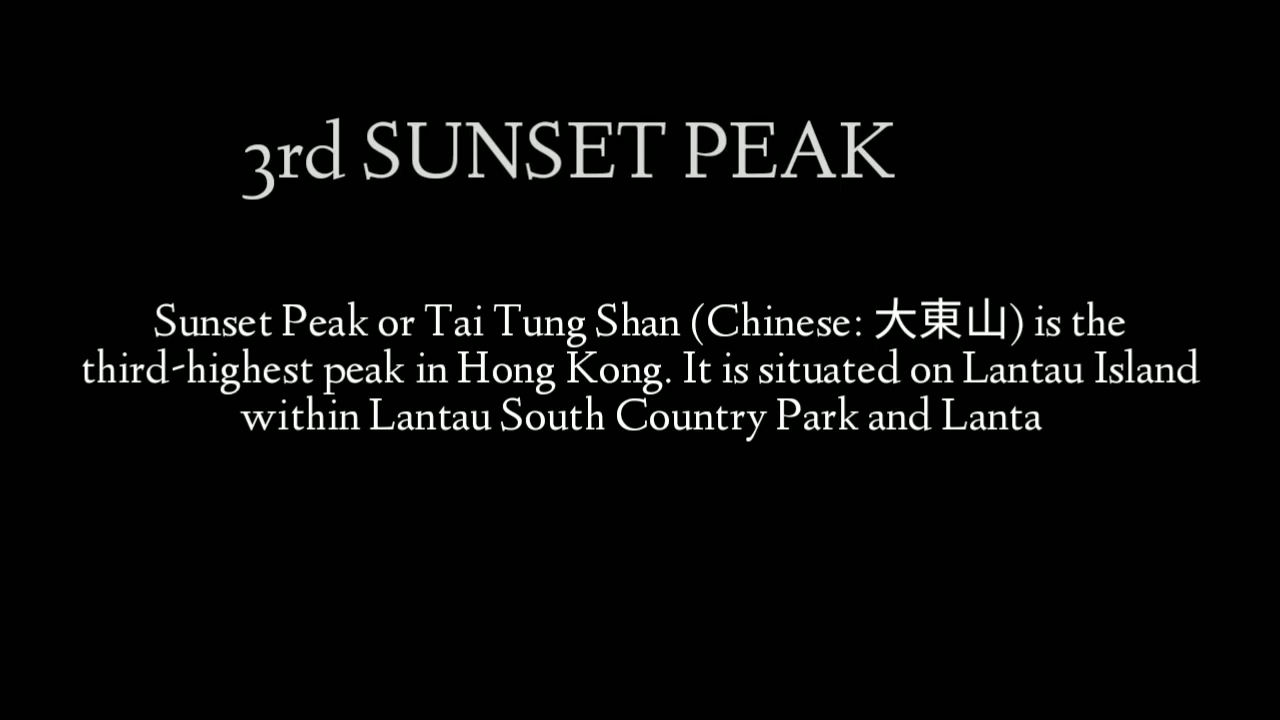 3rd SUNSET PEAK
Sunset Peak or Tai Tung Shan (Chinese: 大東山) is the
third-highest peak in Hong Kong. It is situated on Lantau Island
within Lantau South Country Park and Lanta